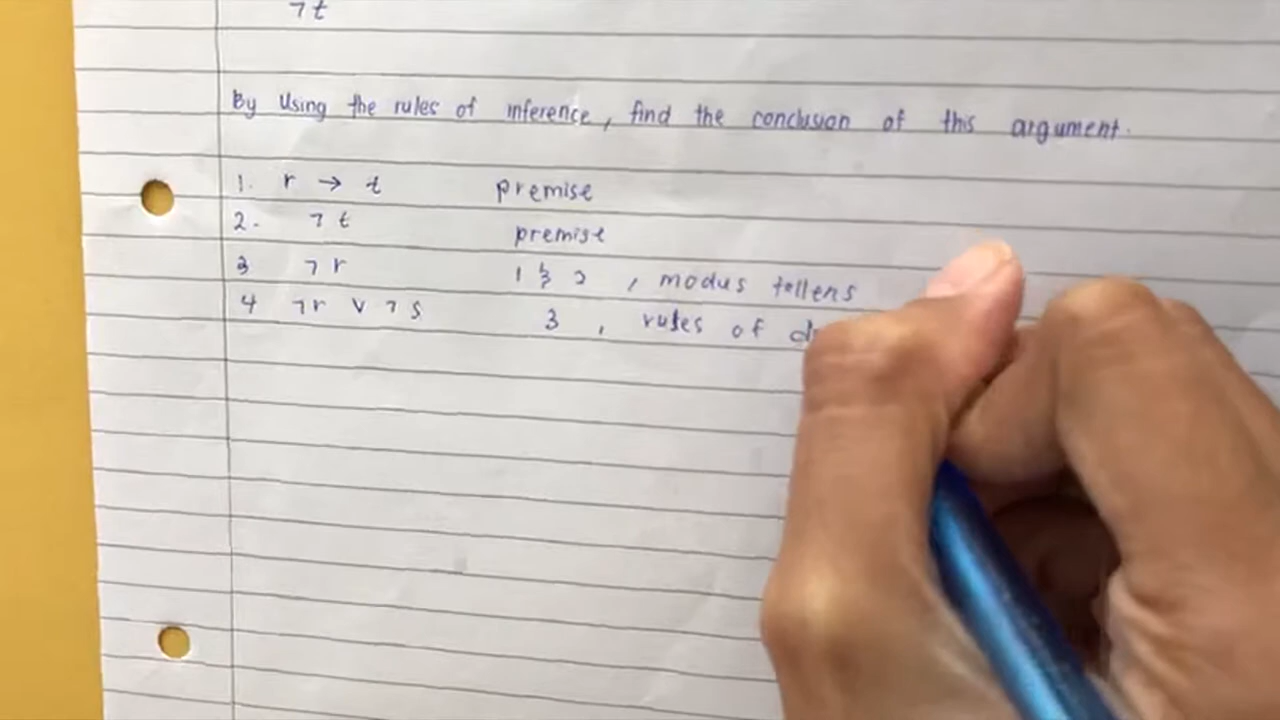 ¬t
By Using the rules of inference, find the conclusion of this argument.
1. r → t premise
2. ¬t premise
3 ¬r 1 & 2, modus tollens
4 ¬r ∨ ¬s 3, rules of